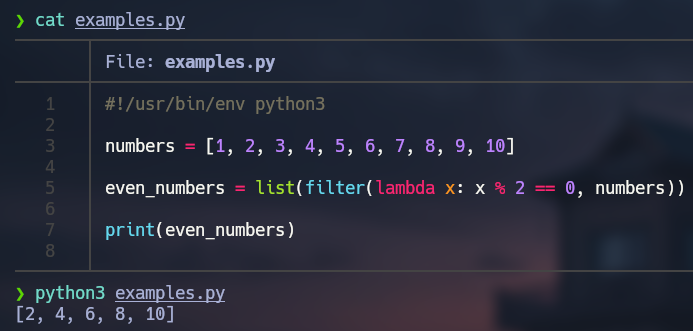 ❯ cat examples.py
File: examples.py
1 #!/usr/bin/env python3
2
3 numbers = [1, 2, 3, 4, 5, 6, 7, 8, 9, 10]
4
5 even_numbers = list(filter(lambda x: x % 2 == 0, numbers))
6
7 print(even_numbers)
8
❯ python3 examples.py
[2, 4, 6, 8, 10]